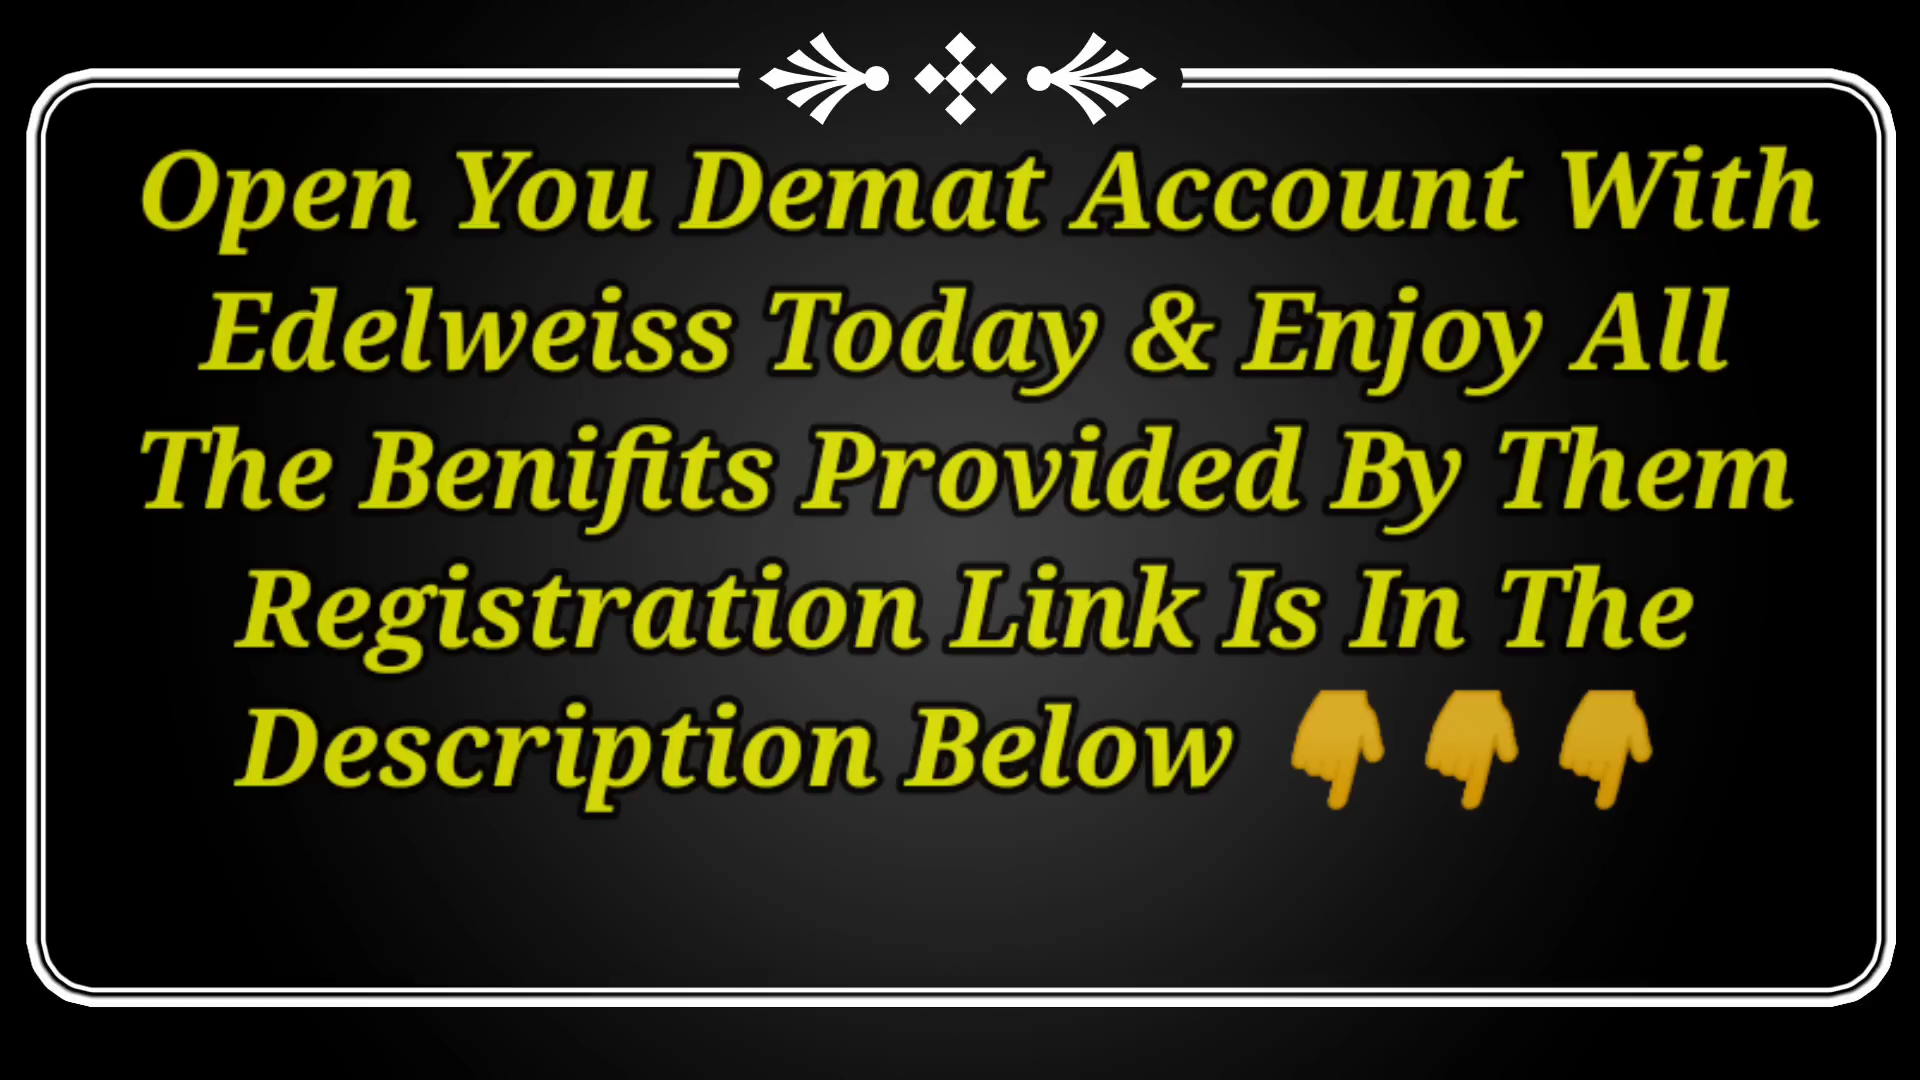 Open You Demat Account With
Edelweiss Today & Enjoy All
The Benifits Provided By Them
Registration Link Is In The
Description Below 👇👇👇